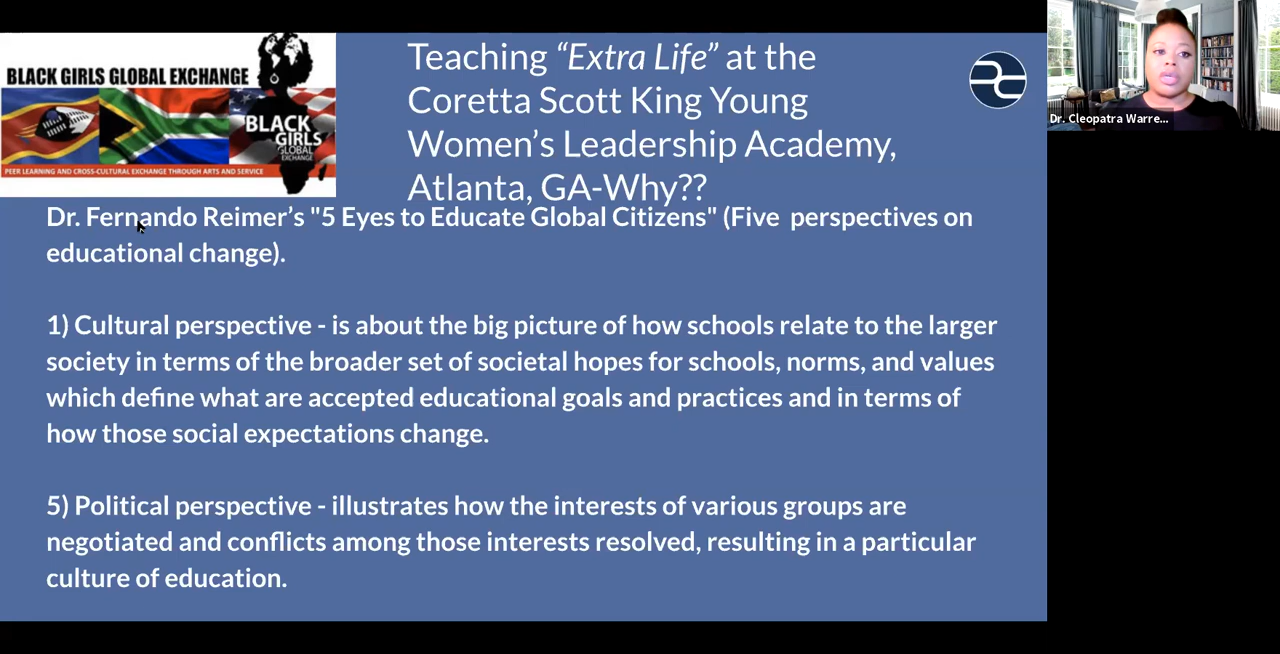 BLACK GIRLS GLOBAL EXCHANGE
BLACK
GIRLS
GLOBAL
EXCHANGE
PEER LEARNING AND CROSS-CULTURAL EXCHANGE THROUGH ARTS AND SERVICE
Teaching “Extra Life” at the
Coretta Scott King Young
Women’s Leadership Academy,
Atlanta, GA-Why??
Dr. Cleopatra Warre...
Dr. Fernando Reimer’s "5 Eyes to Educate Global Citizens" (Five perspectives on
educational change).
1) Cultural perspective - is about the big picture of how schools relate to the larger
society in terms of the broader set of societal hopes for schools, norms, and values
which define what are accepted educational goals and practices and in terms of
how those social expectations change.
5) Political perspective - illustrates how the interests of various groups are
negotiated and conflicts among those interests resolved, resulting in a particular
culture of education.